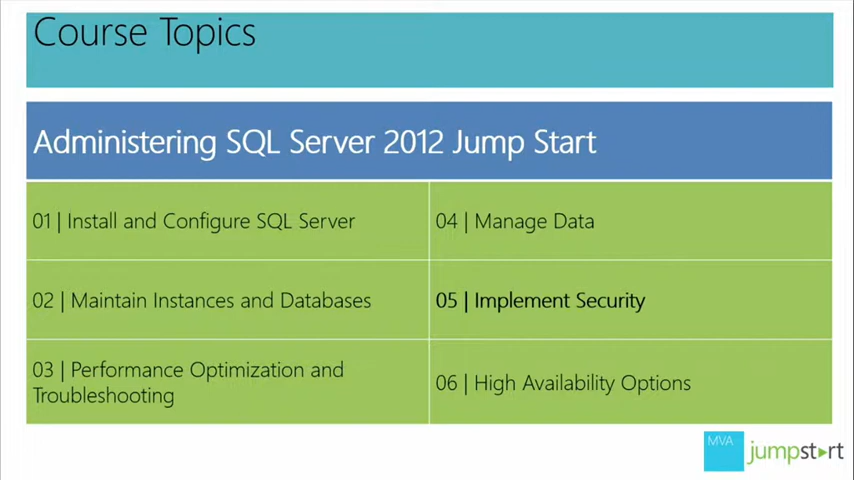 Course Topics
Administering SQL Server 2012 Jump Start
01 | Install and Configure SQL Server
04 | Manage Data
02 | Maintain Instances and Databases
05 | Implement Security
03 | Performance Optimization and
Troubleshooting
06 | High Availability Options
MVA
jumpstart